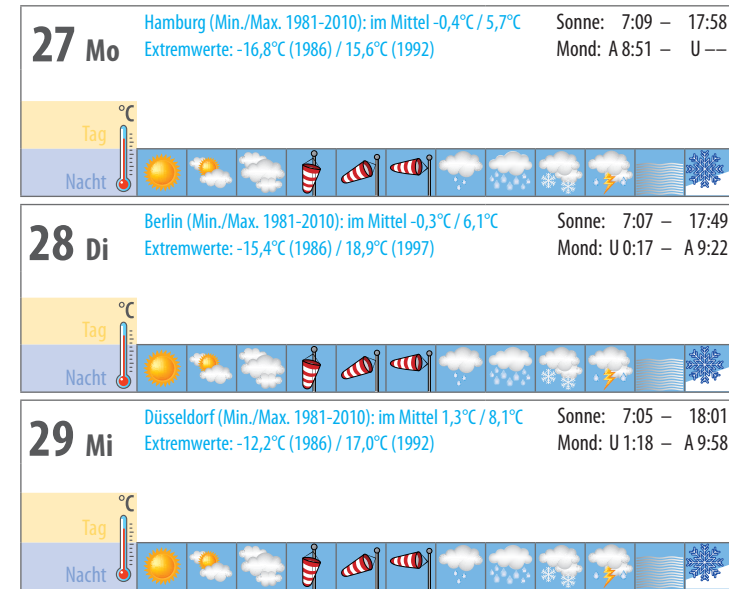 27 Mo
Hamburg (Min./Max. 1981-2010): im Mittel -0,4°C / 5,7°C
Extremwerte: -16,8°C (1986) / 15,6°C (1992)
Sonne: 7:09 – 17:58
Mond: A 8:51 – U ––
°C
Tag
Nacht
28 Di
Berlin (Min./Max. 1981-2010): im Mittel -0,3°C / 6,1°C
Extremwerte: -15,4°C (1986) / 18,9°C (1997)
Sonne: 7:07 – 17:49
Mond: U 0:17 – A 9:22
°C
Tag
Nacht
29 Mi
Düsseldorf (Min./Max. 1981-2010): im Mittel 1,3°C / 8,1°C
Extremwerte: -12,2°C (1986) / 17,0°C (1992)
Sonne: 7:05 – 18:01
Mond: U 1:18 – A 9:58
°C
Tag
Nacht